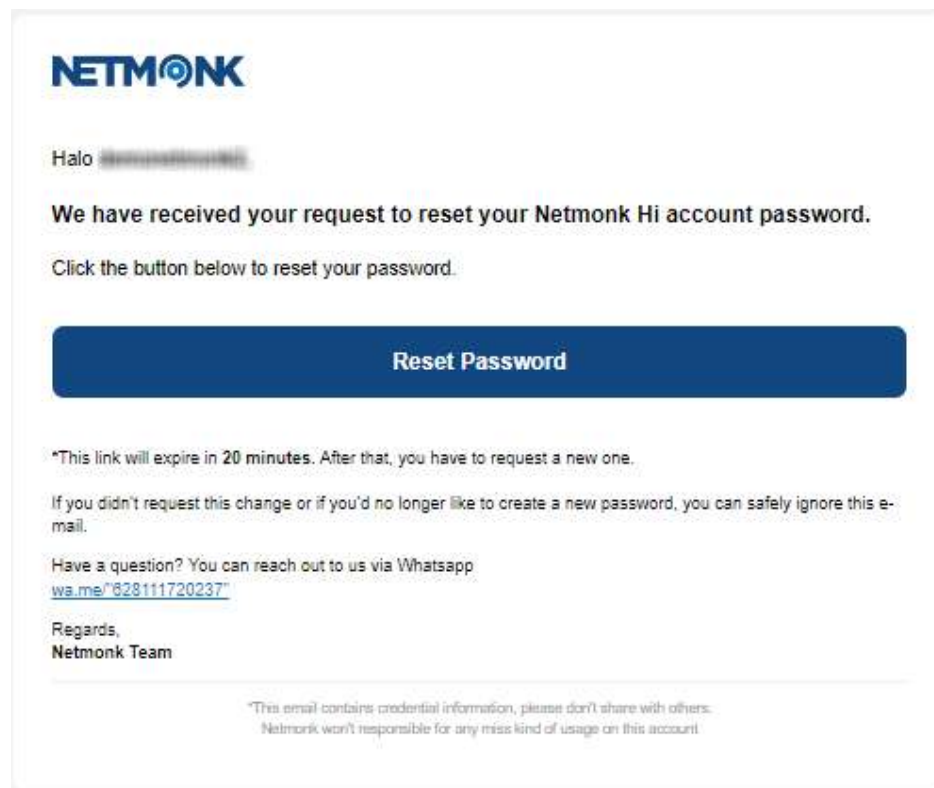 NETMONK
Halo
We have received your request to reset your Netmonk Hi account password.
Click the button below to reset your password.
Reset Password
*This link will expire in 20 minutes. After that, you have to request a new one.
If you didn't request this change or if you'd no longer like to create a new password, you can safely ignore this e-
mail.
Have a question? You can reach out to us via Whatsapp
wa.me/"628111720237"
Regards,
Netmonk Team
*This email contains credential information, please don't share with others.
Netmonk won't responsible for any miss kind of usage on this account